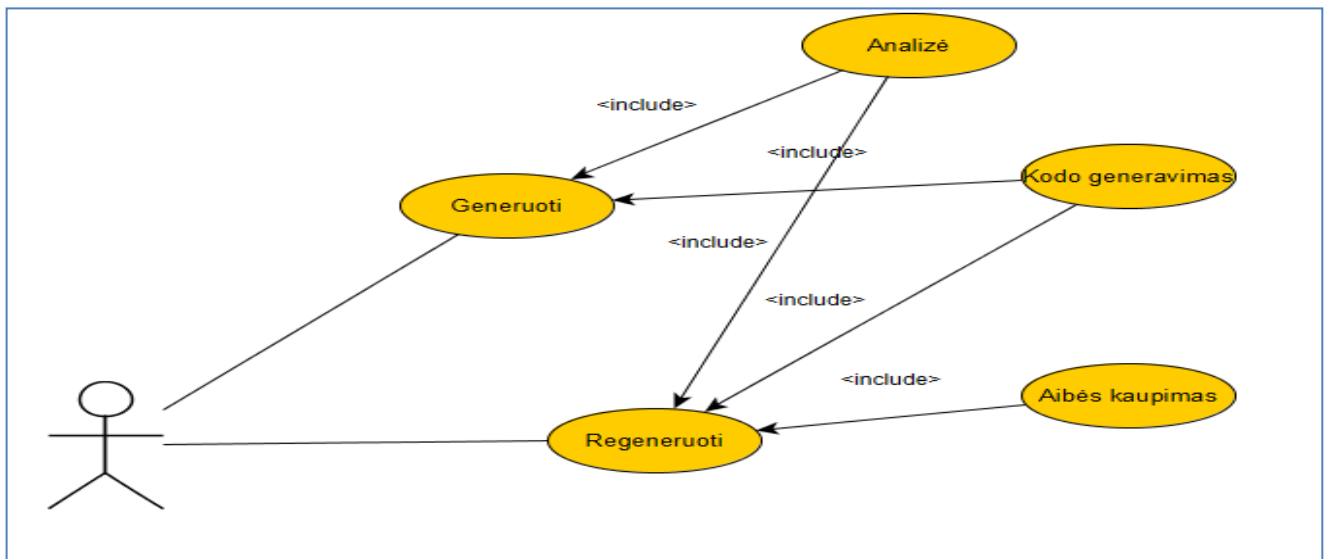 Analizė
<include>
<include>
Kodo generavimas
Generuoti
<include>
<include>
<include>
Aibės kaupimas
Regeneruoti